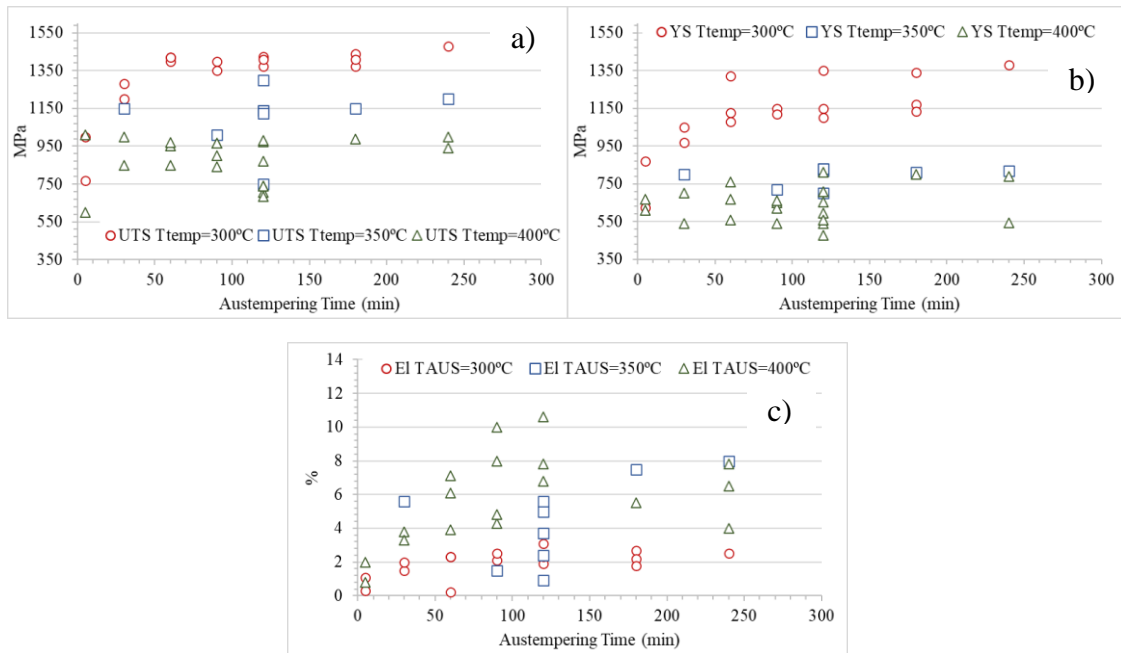 a)
1550
1350
1150
950
750
550
350
MPa
UTS Ttemp=300ºC UTS Ttemp=350ºC UTS Ttemp=400ºC
0 50 100 150 200 250 300
Austempering Time (min)
b)
YS Ttemp=300ºC YS Ttemp=350ºC YS Ttemp=400ºC
1550
1350
1150
950
750
550
350
MPa
0 50 100 150 200 250 300
Austempering Time (min)
c)
El TAUS=300ºC El TAUS=350ºC El TAUS=400ºC
14
12
10
8
6
4
2
0
%
0 50 100 150 200 250 300
Austempering Time (min)